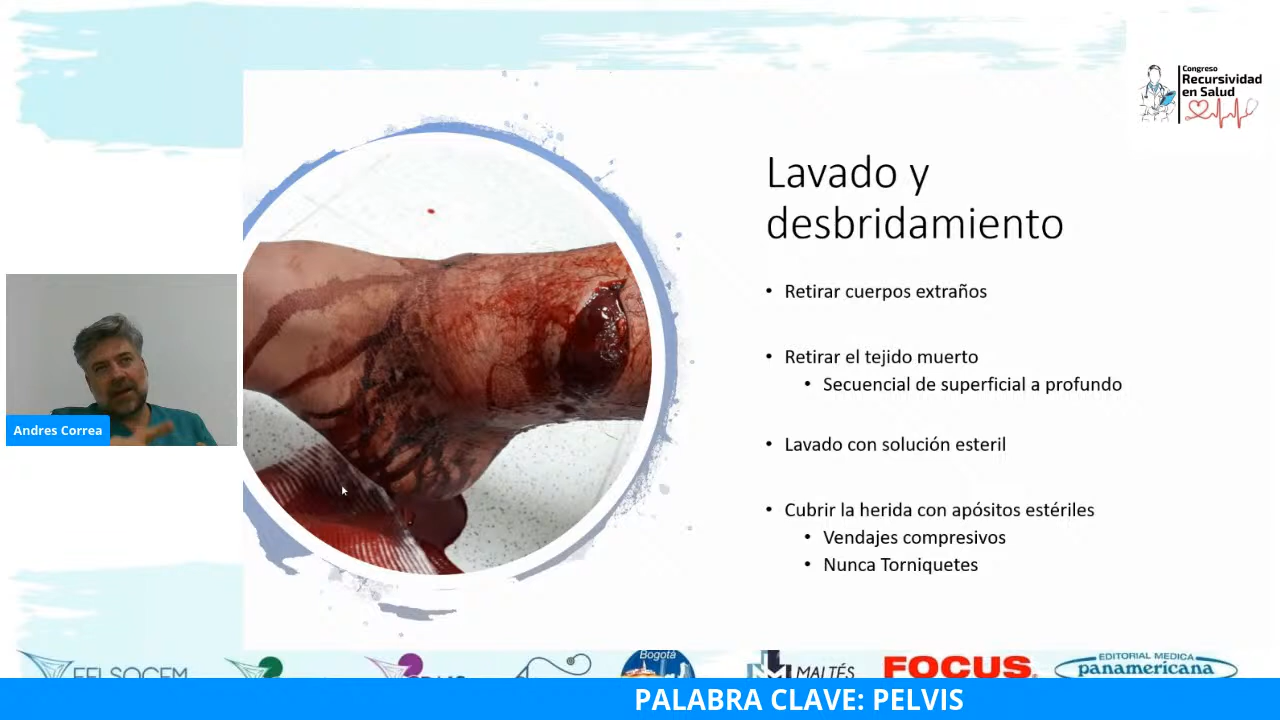 Congreso
Recursividad
en Salud
Lavado y
desbridamiento
• Retirar cuerpos extraños
• Retirar el tejido muerto
• Secuencial de superficial a profundo
• Lavado con solución esteril
• Cubrir la herida con apósitos estériles
• Vendajes compresivos
• Nunca Torniquetes
Andres Correa
Bogotá
MALTÉS
FOCUS
EDITORIAL MEDICA
panamericana
PALABRA CLAVE: PELVIS